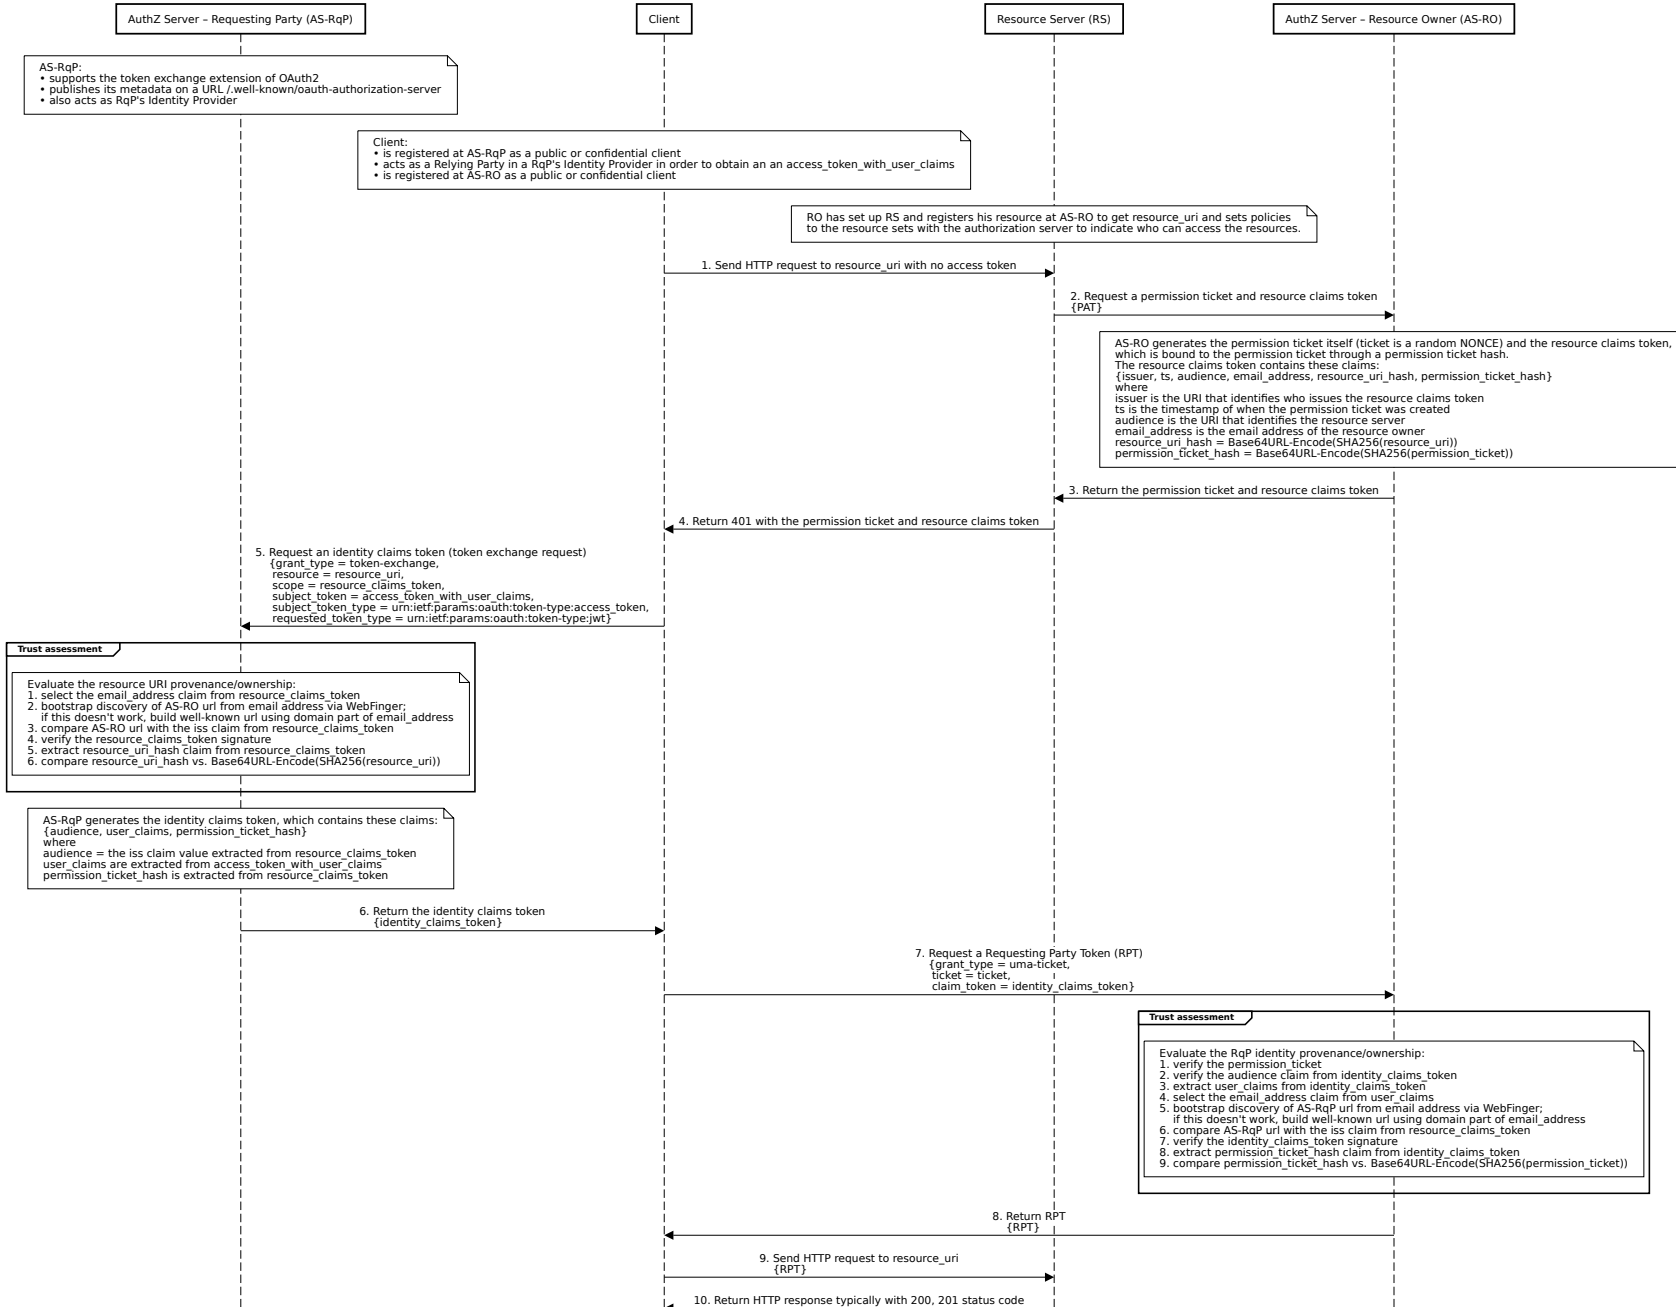 AuthZ Server – Requesting Party (AS-RqP)
Client
Resource Server (RS)
AuthZ Server – Resource Owner (AS-RO)
AS-RqP:
• supports the token exchange extension of OAuth2
• publishes its metadata on a URL /.well-known/oauth-authorization-server
• also acts as RqP's Identity Provider
Client:
• is registered at AS-RqP as a public or confidential client
• acts as a Relying Party in a RqP's Identity Provider in order to obtain an an access_token_with_user_claims
• is registered at AS-RO as a public or confidential client
RO has set up RS and registers his resource at AS-RO to get resource_uri and sets policies
to the resource sets with the authorization server to indicate who can access the resources.
1. Send HTTP request to resource_uri with no access token
2. Request a permission ticket and resource claims token
{PAT}
AS-RO generates the permission ticket itself (ticket is a random NONCE) and the resource claims token,
which is bound to the permission ticket through a permission ticket hash.
The resource claims token contains these claims:
{issuer, ts, audience, email_address, resource_uri_hash, permission_ticket_hash}
where
issuer is the URI that identifies who issues the resource claims token
ts is the timestamp of when the permission ticket was created
audience is the URI that identifies the resource server
email_address is the email address of the resource owner
resource_uri_hash = Base64URL-Encode(SHA256(resource_uri))
permission_ticket_hash = Base64URL-Encode(SHA256(permission_ticket))
3. Return the permission ticket and resource claims token
4. Return 401 with the permission ticket and resource claims token
5. Request an identity claims token (token exchange request)
{grant_type = token-exchange,
resource = resource_uri,
scope = resource_claims_token,
subject_token = access_token_with_user_claims,
subject_token_type = urn:ietf:params:oauth:token-type:access_token,
requested_token_type = urn:ietf:params:oauth:token-type:jwt}
Trust assessment
Evaluate the resource URI provenance/ownership:
1. select the email_address claim from resource_claims_token
2. bootstrap discovery of AS-RO url from email address via WebFinger;
if this doesn't work, build well-known url using domain part of email_address
3. compare AS-RO url with the iss claim from resource_claims_token
4. verify the resource_claims_token signature
5. extract resource_uri_hash claim from resource_claims_token
6. compare resource_uri_hash vs. Base64URL-Encode(SHA256(resource_uri))
AS-RqP generates the identity claims token, which contains these claims:
{audience, user_claims, permission_ticket_hash}
where
audience = the iss claim value extracted from resource_claims_token
user_claims are extracted from access_token_with_user_claims
permission_ticket_hash is extracted from resource_claims_token
6. Return the identity claims token
{identity_claims_token}
7. Request a Requesting Party Token (RPT)
{grant_type = uma-ticket,
ticket = ticket,
claim_token = identity_claims_token}
Trust assessment
Evaluate the RqP identity provenance/ownership:
1. verify the permission_ticket
2. verify the audience claim from identity_claims_token
3. extract user_claims from identity_claims_token
4. select the email_address claim from user_claims
5. bootstrap discovery of AS-RqP url from email address via WebFinger;
if this doesn't work, build well-known url using domain part of email_address
6. compare AS-RqP url with the iss claim from resource_claims_token
7. verify the identity_claims_token signature
8. extract permission_ticket_hash claim from identity_claims_token
9. compare permission_ticket_hash vs. Base64URL-Encode(SHA256(permission_ticket))
8. Return RPT
{RPT}
9. Send HTTP request to resource_uri
{RPT}
10. Return HTTP response typically with 200, 201 status code